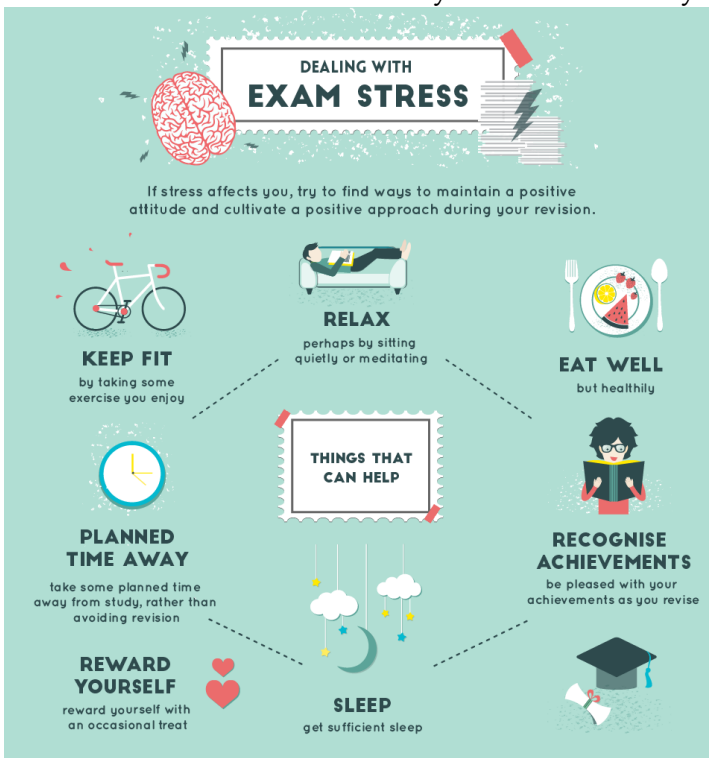 DEALING WITH
EXAM STRESS
If stress affects you, try to find ways to maintain a positive
attitude and cultivate a positive approach during your revision.
KEEP FIT
by taking some
exercise you enjoy
RELAX
perhaps by sitting
quietly or meditating
EAT WELL
but healthily
THINGS THAT
CAN HELP
PLANNED
TIME AWAY
take some planned time
away from study, rather than
avoiding revision
RECOGNISE
ACHIEVEMENTS
be pleased with your
achievements as you revise
REWARD
YOURSELF
reward yourself with
an occasional treat
SLEEP
get sufficient sleep